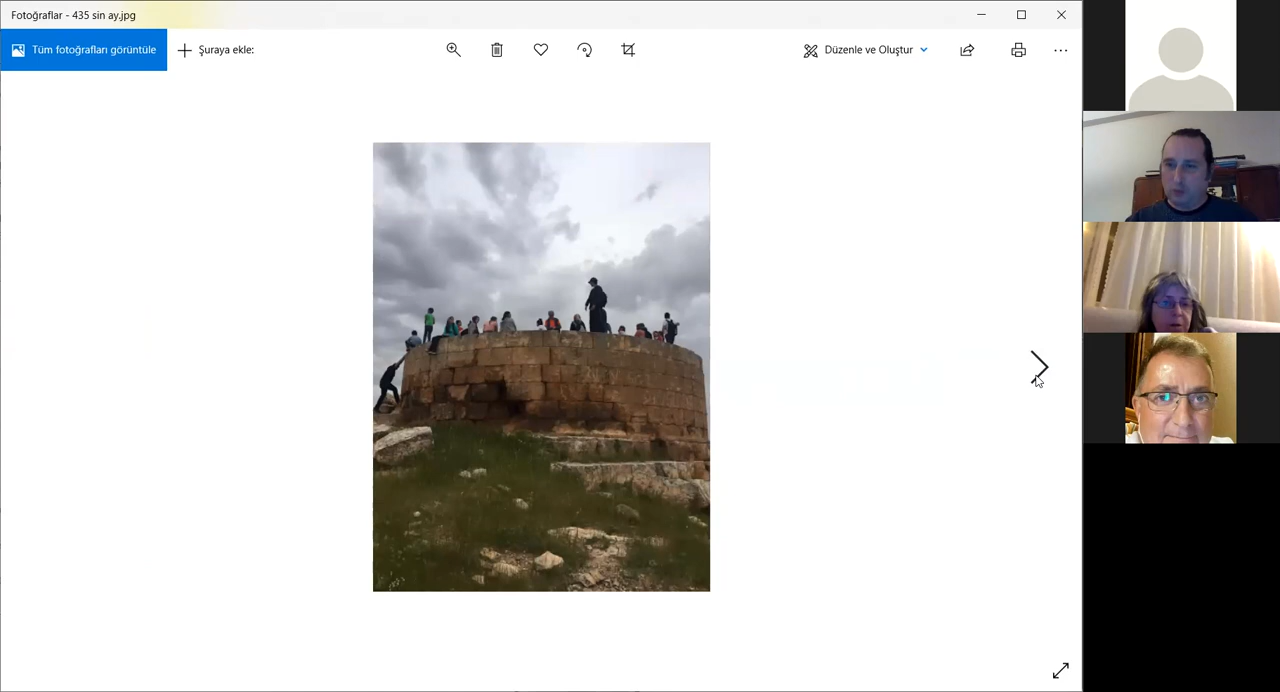 Fotoğraflar - 435 sin ay.jpg
Tüm fotoğrafları görüntüle
Şuraya ekle:
Düzenle ve Oluştur